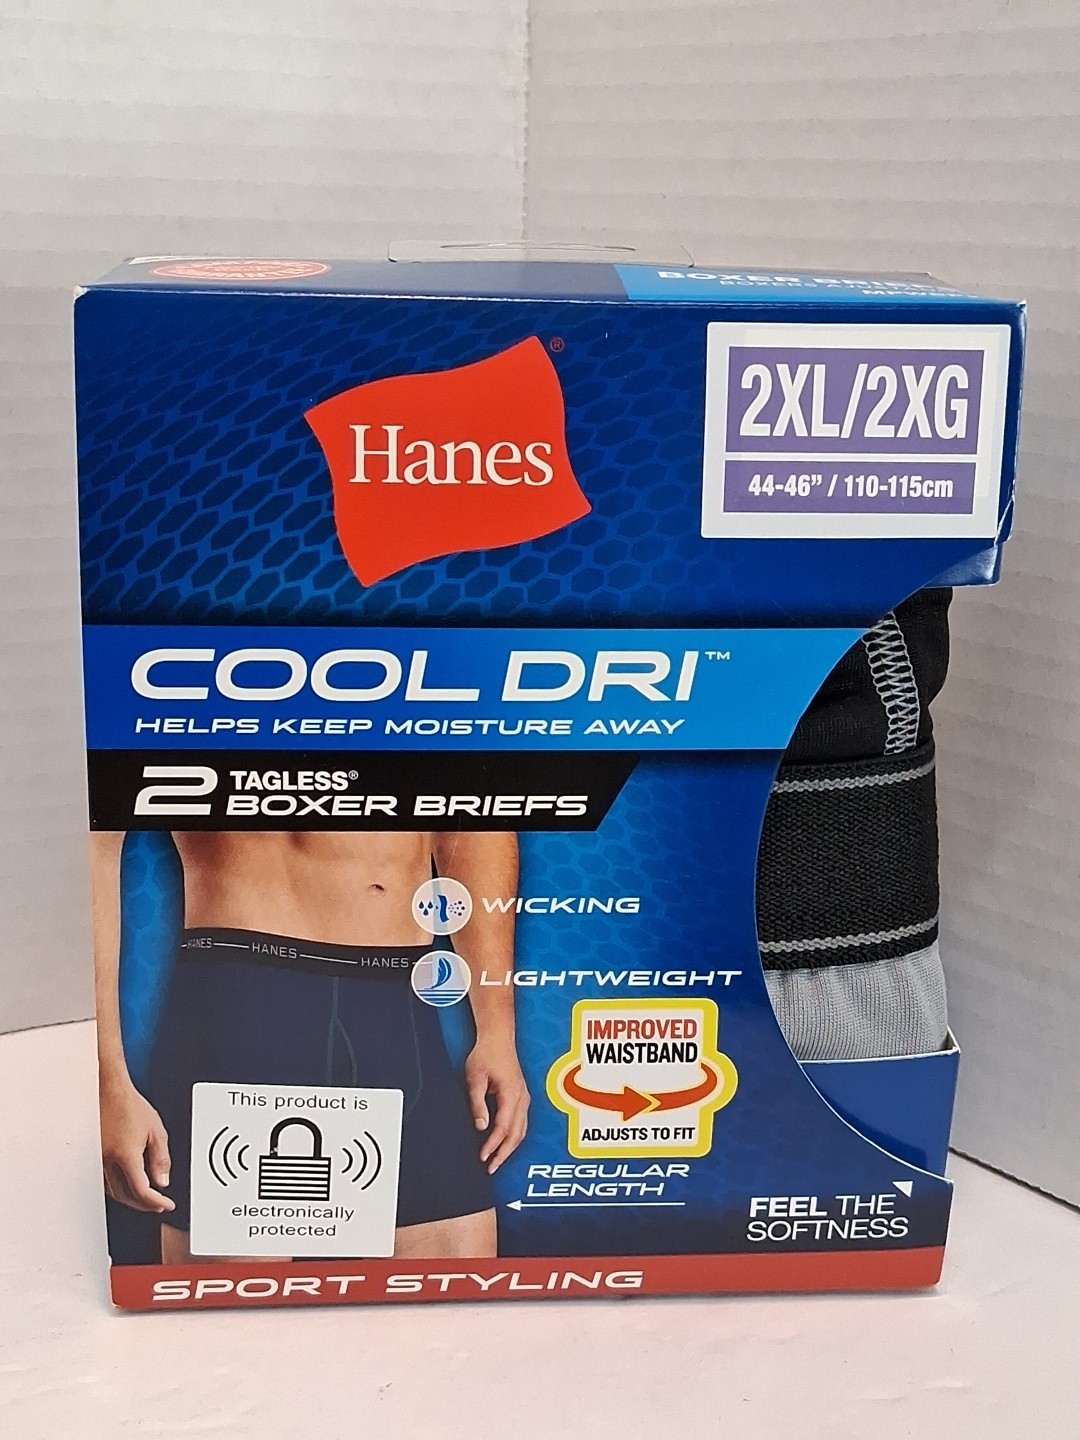 BOXER BRIEFS
Hanes®
2XL/2XG
44-46” / 110-115cm
COOL DRI™
HELPS KEEP MOISTURE AWAY
2 TAGLESS®
BOXER BRIEFS
WICKING
HANES HANES HANES
LIGHTWEIGHT
IMPROVED
WAISTBAND
ADJUSTS TO FIT
This product is
electronically
protected
REGULAR
LENGTH
FEEL THE
SOFTNESS
SPORT STYLING